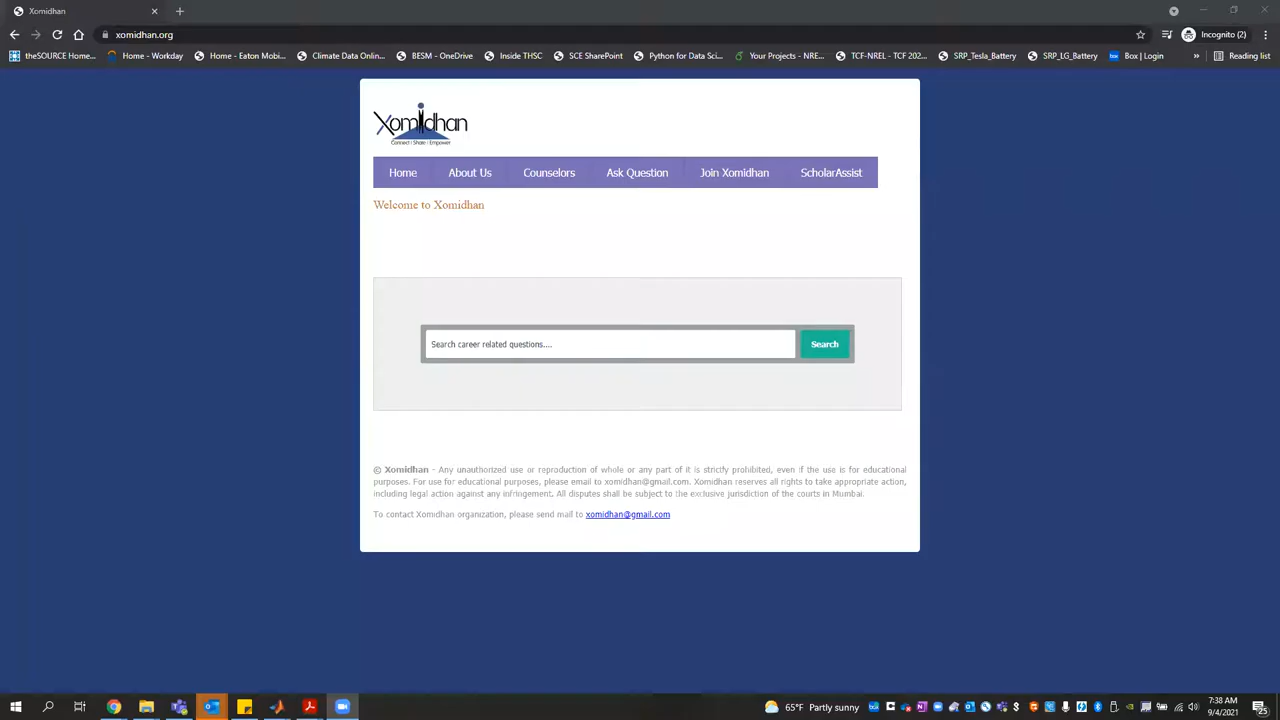 Xomidhan
xomidhan.org
Incognito (2)
theSOURCE Hom...
Home - Workday
Home - Eaton Mobi...
Climate Data Onlin...
BESM - OneDrive
Inside THSC
SCE SharePoint
Python for Data Sci...
Your Projects - NRE...
TCF-NREL - TCF 202...
SRP_Tesla_Battery
SRP_LG_Battery
Box | Login
Reading list
Xomidhan
Connect | Share | Empower
Home About Us Counselors Ask Question Join Xomidhan ScholarAssist
Welcome to Xomidhan
Search career related questions....
Search
© Xomidhan - Any unauthorized use or reproduction of whole or any part of it is strictly prohibited, even if the use is for educational
purposes. For use for educational purposes, please email to xomidhan@gmail.com. Xomidhan reserves all rights to take appropriate action,
including legal action against any infringement. All disputes shall be subject to the exclusive jurisdiction of the courts in Mumbai.
To contact Xomidhan organization, please send mail to xomidhan@gmail.com
65°F Partly sunny
7:38 AM
9/4/2021